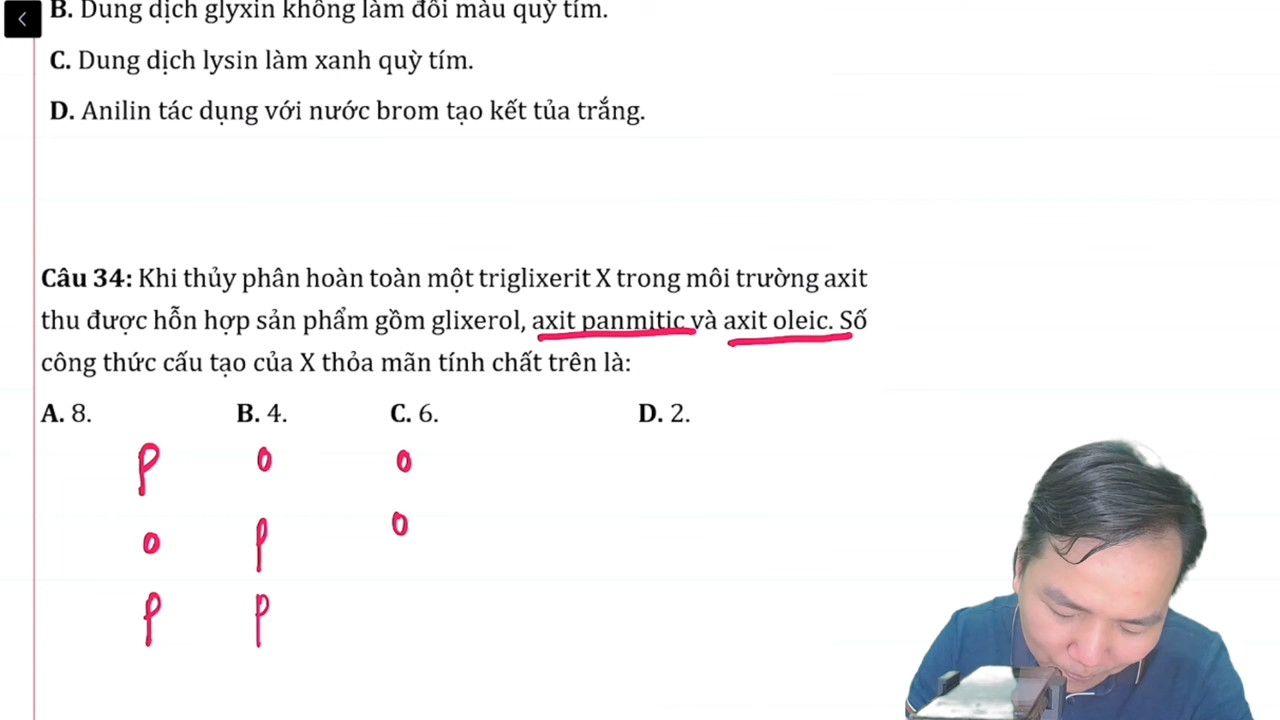 B. Dung dịch glyxin không làm đổi màu quỳ tím.
C. Dung dịch lysin làm xanh quỳ tím.
D. Anilin tác dụng với nước brom tạo kết tủa trắng.
Câu 34: Khi thủy phân hoàn toàn một triglixerit X trong môi trường axit
thu được hỗn hợp sản phẩm gồm glixerol, axit panmitic và axit oleic. Số
công thức cấu tạo của X thỏa mãn tính chất trên là:
A. 8. B. 4. C. 6. D. 2.
P O O
O P O
P P